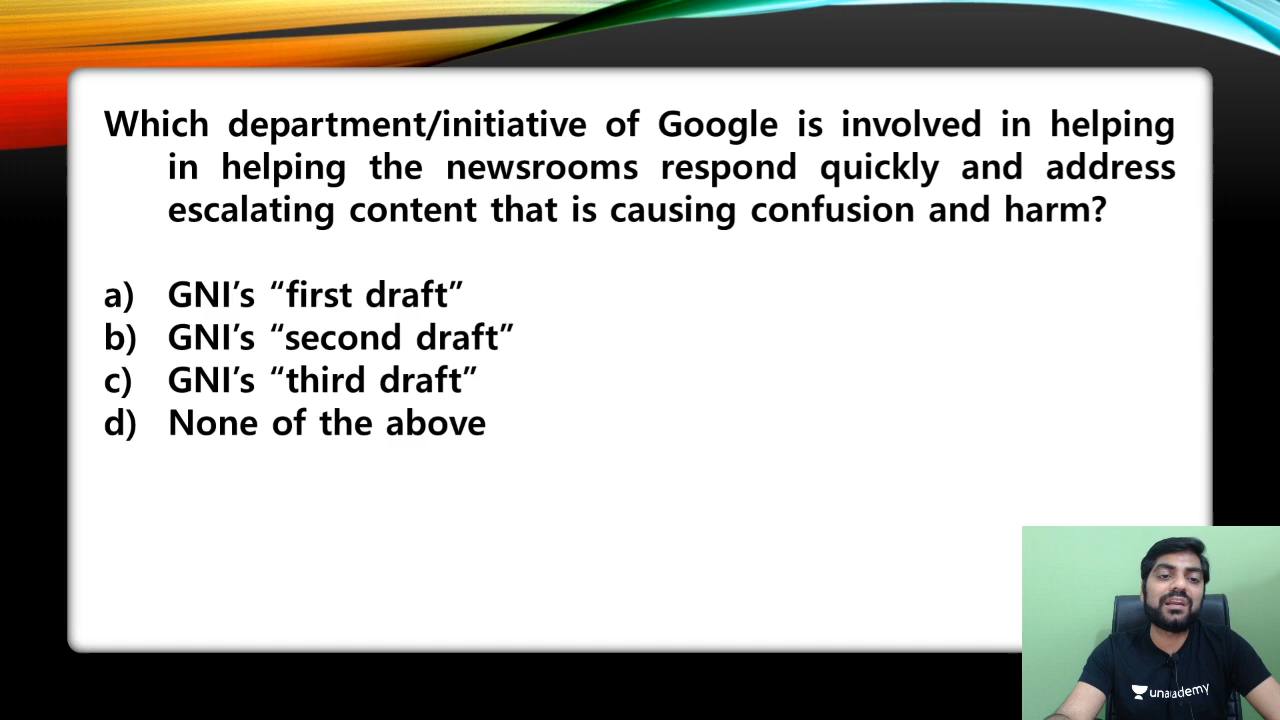 Which department/initiative of Google is involved in helping
in helping the newsrooms respond quickly and address
escalating content that is causing confusion and harm?
a) GNI’s “first draft”
b) GNI’s “second draft”
c) GNI’s “third draft”
d) None of the above
unacademy